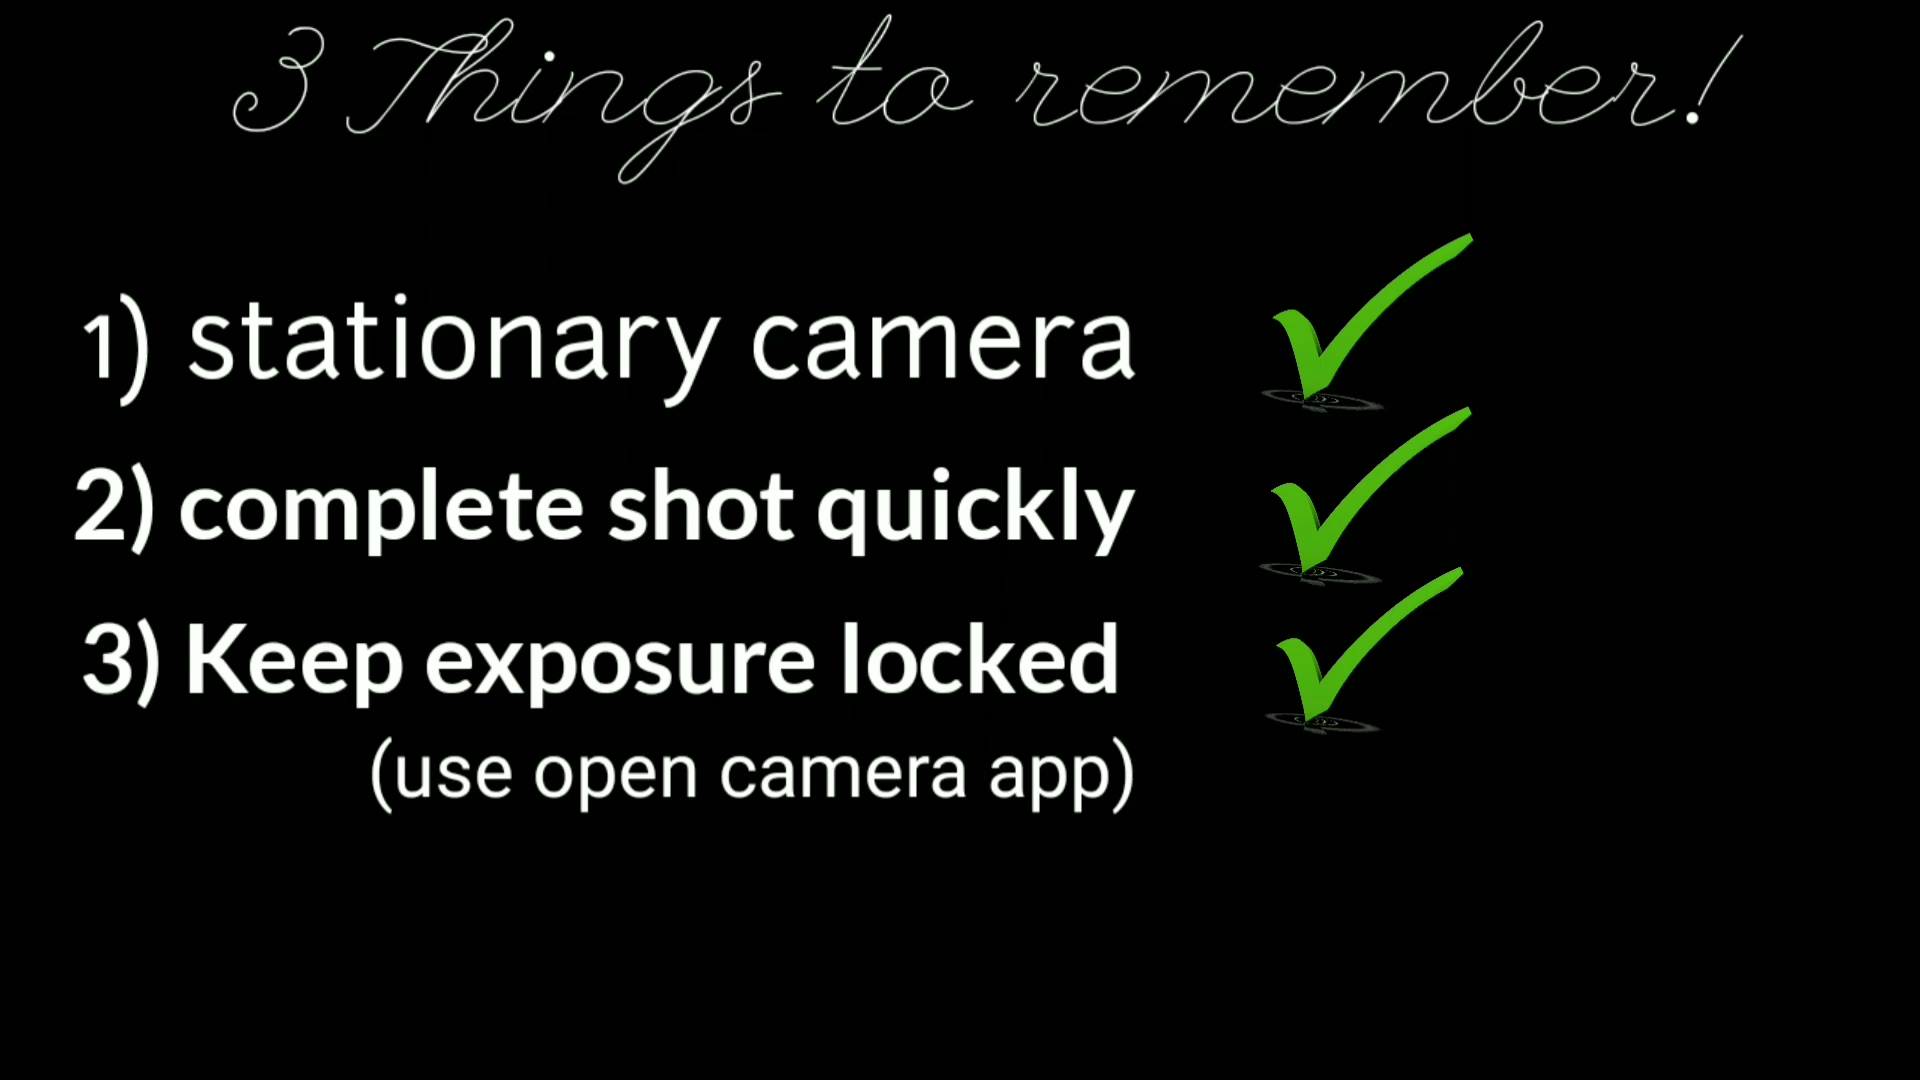 3 Things to remember!
1) stationary camera
2) complete shot quickly
3) Keep exposure locked
(use open camera app)